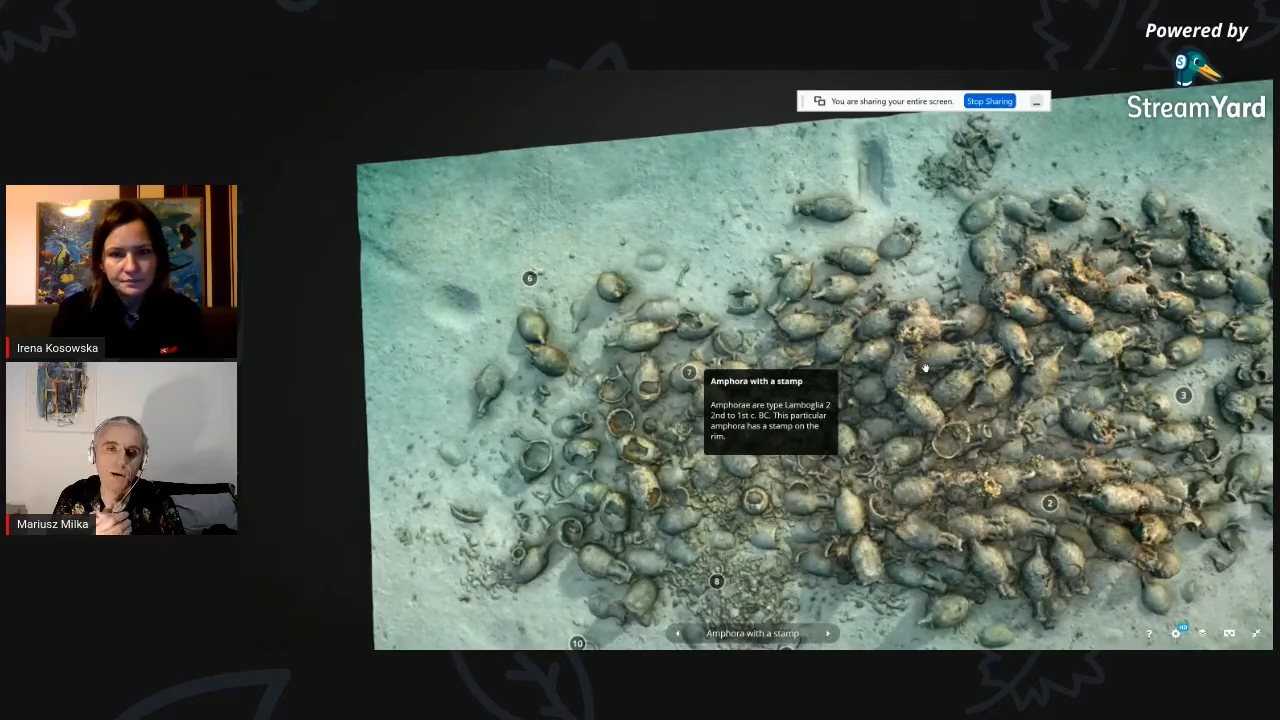 Powered by
StreamYard
You are sharing your entire screen.
Stop Sharing
6
7
Amphora with a stamp
Amphorae are type Lamboglia 2
2nd to 1st c. BC. This particular
amphora has a stamp on the
rim.
3
2
8
10
Amphora with a stamp
?
HD
Irena Kosowska
Mariusz Milka